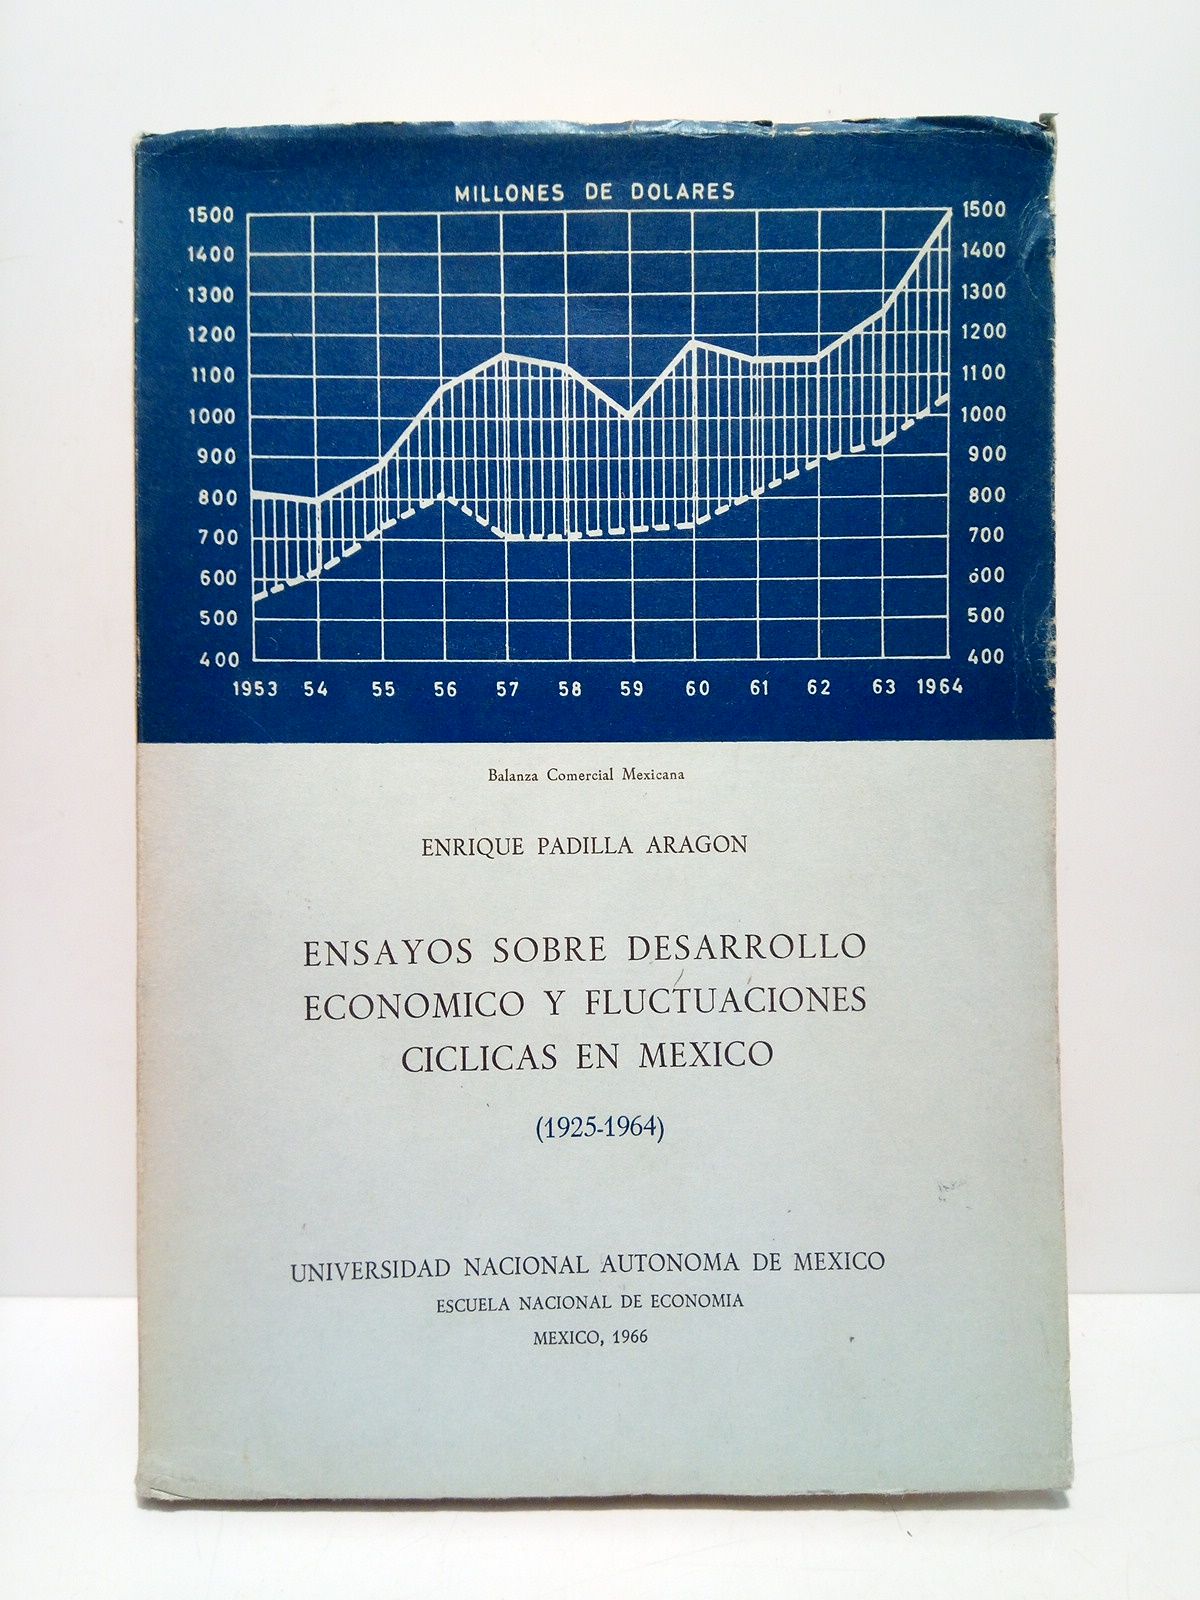 MILLONES DE DOLARES
1500 1500
1400 1400
1300 1300
1200 1200
1100 1100
1000 1000
900 900
800 800
700 700
600 600
500 500
400 400
1953 54 55 56 57 58 59 60 61 62 63 1964
Balanza Comercial Mexicana
ENRIQUE PADILLA ARAGON
ENSAYOS SOBRE DESARROLLO
ECONOMICO Y FLUCTUACIONES
CICLICAS EN MEXICO
(1925-1964)
UNIVERSIDAD NACIONAL AUTONOMA DE MEXICO
ESCUELA NACIONAL DE ECONOMIA
MEXICO, 1966